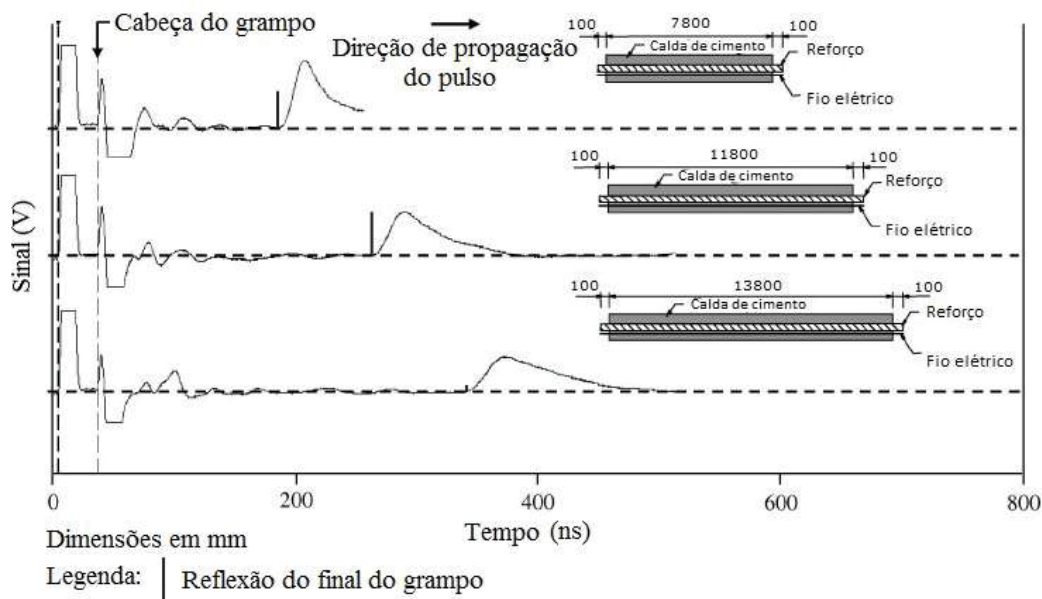 Cabeça do grampo
Direção de propagação
do pulso
100
7800
100
Calda de cimento
Reforço
Fio elétrico
100
11800
100
Calda de cimento
Reforço
Fio elétrico
100
13800
100
Calda de cimento
Reforço
Fio elétrico
Sinal (V)
0
200
400
600
800
Tempo (ns)
Dimensões em mm
Legenda:
Reflexão do final do grampo